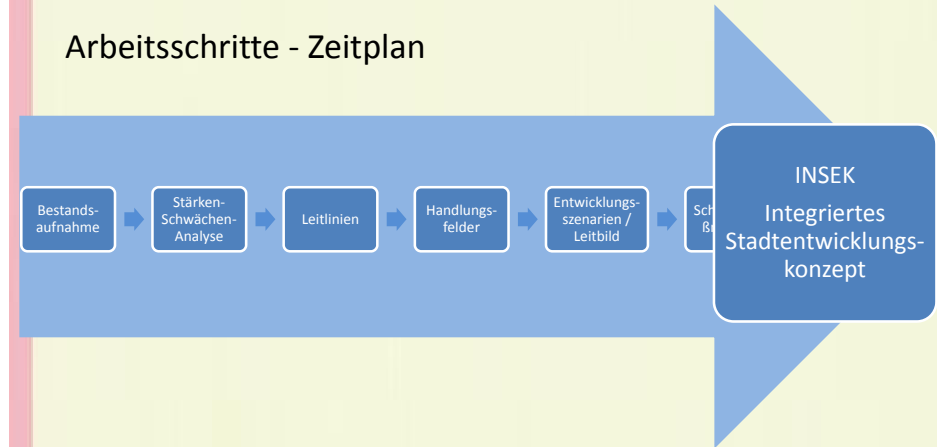 Arbeitsschritte - Zeitplan
Bestands-
aufnahme
Stärken-
Schwächen-
Analyse
Leitlinien
Handlungs-
felder
Entwicklungs-
szenarien /
Leitbild
INSEK
Integriertes
Stadtentwicklungs-
konzept